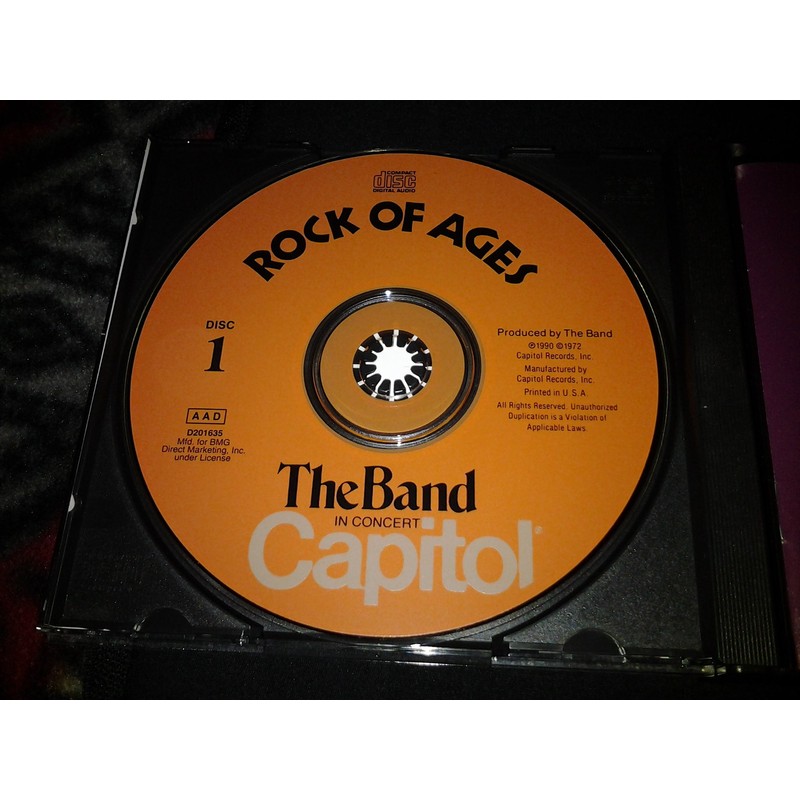 COMPACT
disc
DIGITAL AUDIO
ROCK OF AGES
DISC
1
Produced by The Band
℗1990 ©1972
Capitol Records, Inc.
Manufactured by
Capitol Records, Inc.
Printed in U.S.A.
All Rights Reserved. Unauthorized
Duplication is a Violation of
Applicable Laws.
AAD
D201635
Mfd. for BMG
Direct Marketing, Inc.
under License
The Band
IN CONCERT
Capitol®